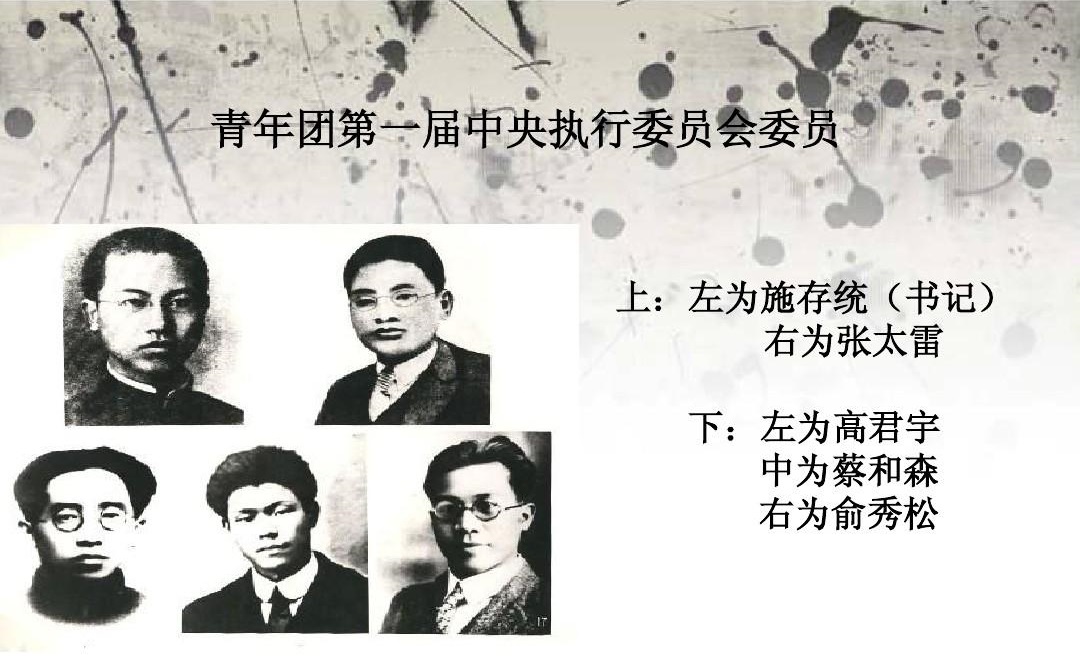 青年团第一届中央执行委员会委员
上：左为施存统（书记）
右为张太雷
下：左为高君宇
中为蔡和森
右为俞秀松
17